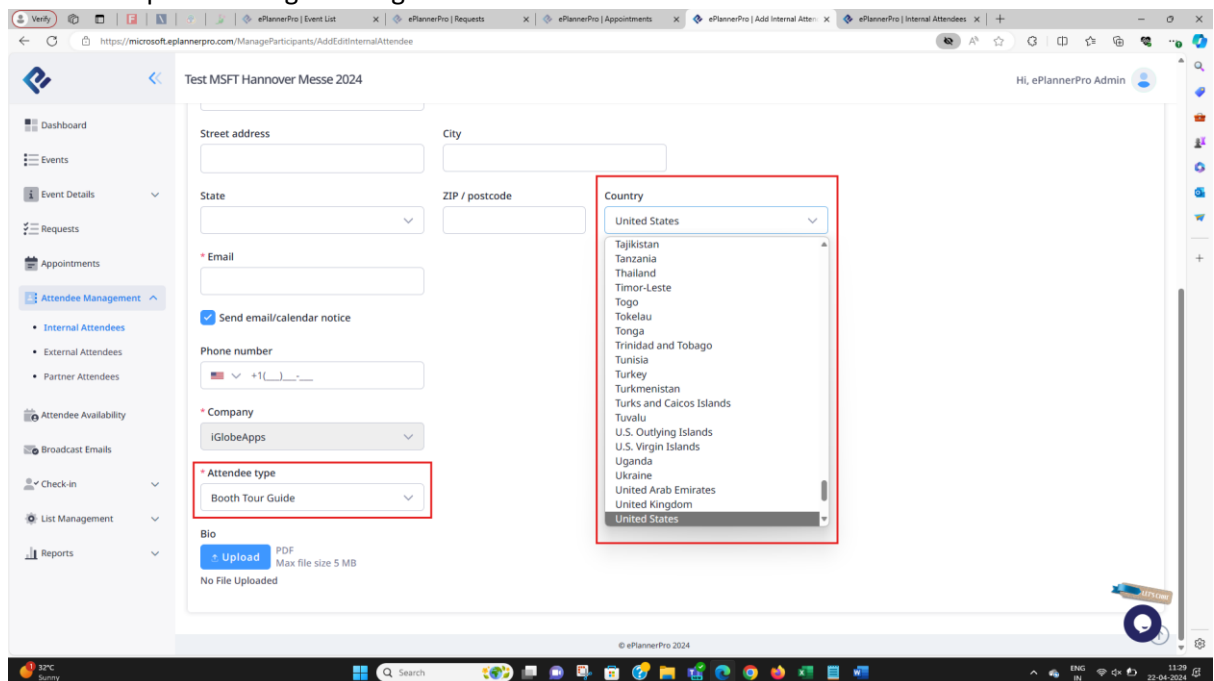 Verify
ePlannerPro | Event List
ePlannerPro | Requests
ePlannerPro | Appointments
ePlannerPro | Add Internal Atten
ePlannerPro | Internal Attendees
https://microsoft.eplannerpro.com/ManageParticipants/AddEditInternalAttendee
Test MSFT Hannover Messe 2024
Hi, ePlannerPro Admin
Dashboard
Events
Event Details
Requests
Appointments
Attendee Management
Internal Attendees
External Attendees
Partner Attendees
Attendee Availability
Broadcast Emails
Check-in
List Management
Reports
Street address
City
State
ZIP / postcode
Country
United States
* Email
Send email/calendar notice
Phone number
+1(__)__-__
* Company
iGlobeApps
* Attendee type
Booth Tour Guide
Bio
Upload
PDF
Max file size 5 MB
No File Uploaded
Tajikistan
Tanzania
Thailand
Timor-Leste
Togo
Tokelau
Tonga
Trinidad and Tobago
Tunisia
Turkey
Turkmenistan
Turks and Caicos Islands
Tuvalu
U.S. Outlying Islands
U.S. Virgin Islands
Uganda
Ukraine
United Arab Emirates
United Kingdom
United States
© ePlannerPro 2024
32°C
Sunny
Search
ENG
IN
11:29
22-04-2024